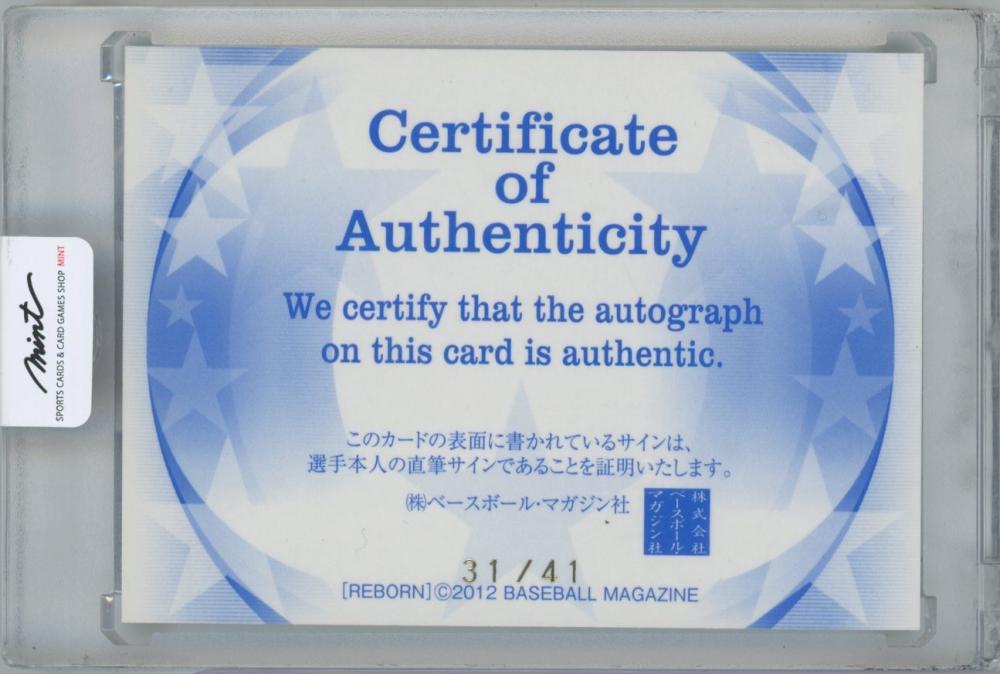 Certificate
of
Authenticity
We certify that the autograph
on this card is authentic.
このカードの表面に書かれているサインは、
選手本人の直筆サインであることを証明いたします。
㈱ベースボール・マガジン社
株式会社
ベースボール・
マガジン社
31/41
[REBORN]©2012 BASEBALL MAGAZINE
mint
SPORTS CARDS & CARD GAMES SHOP MINT